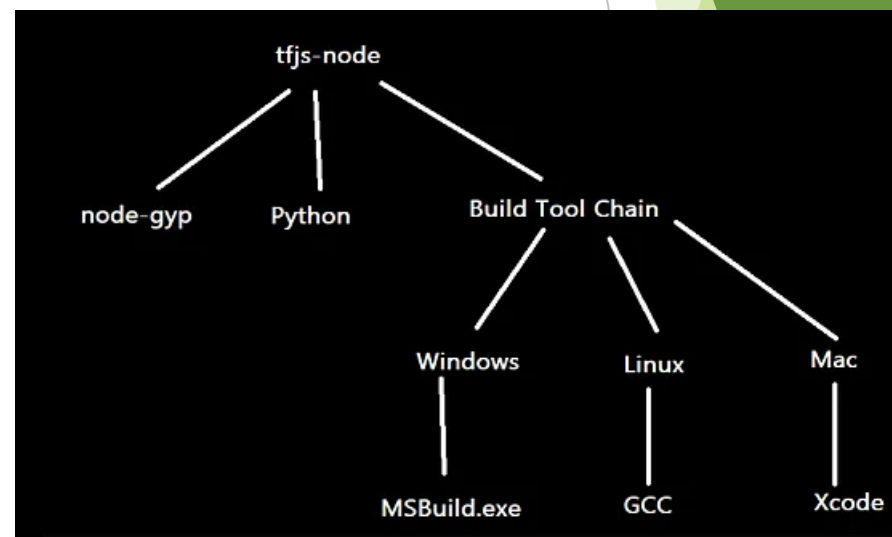 tfjs-node
node-gyp
Python
Build Tool Chain
Windows
Linux
Mac
MSBuild.exe
GCC
Xcode